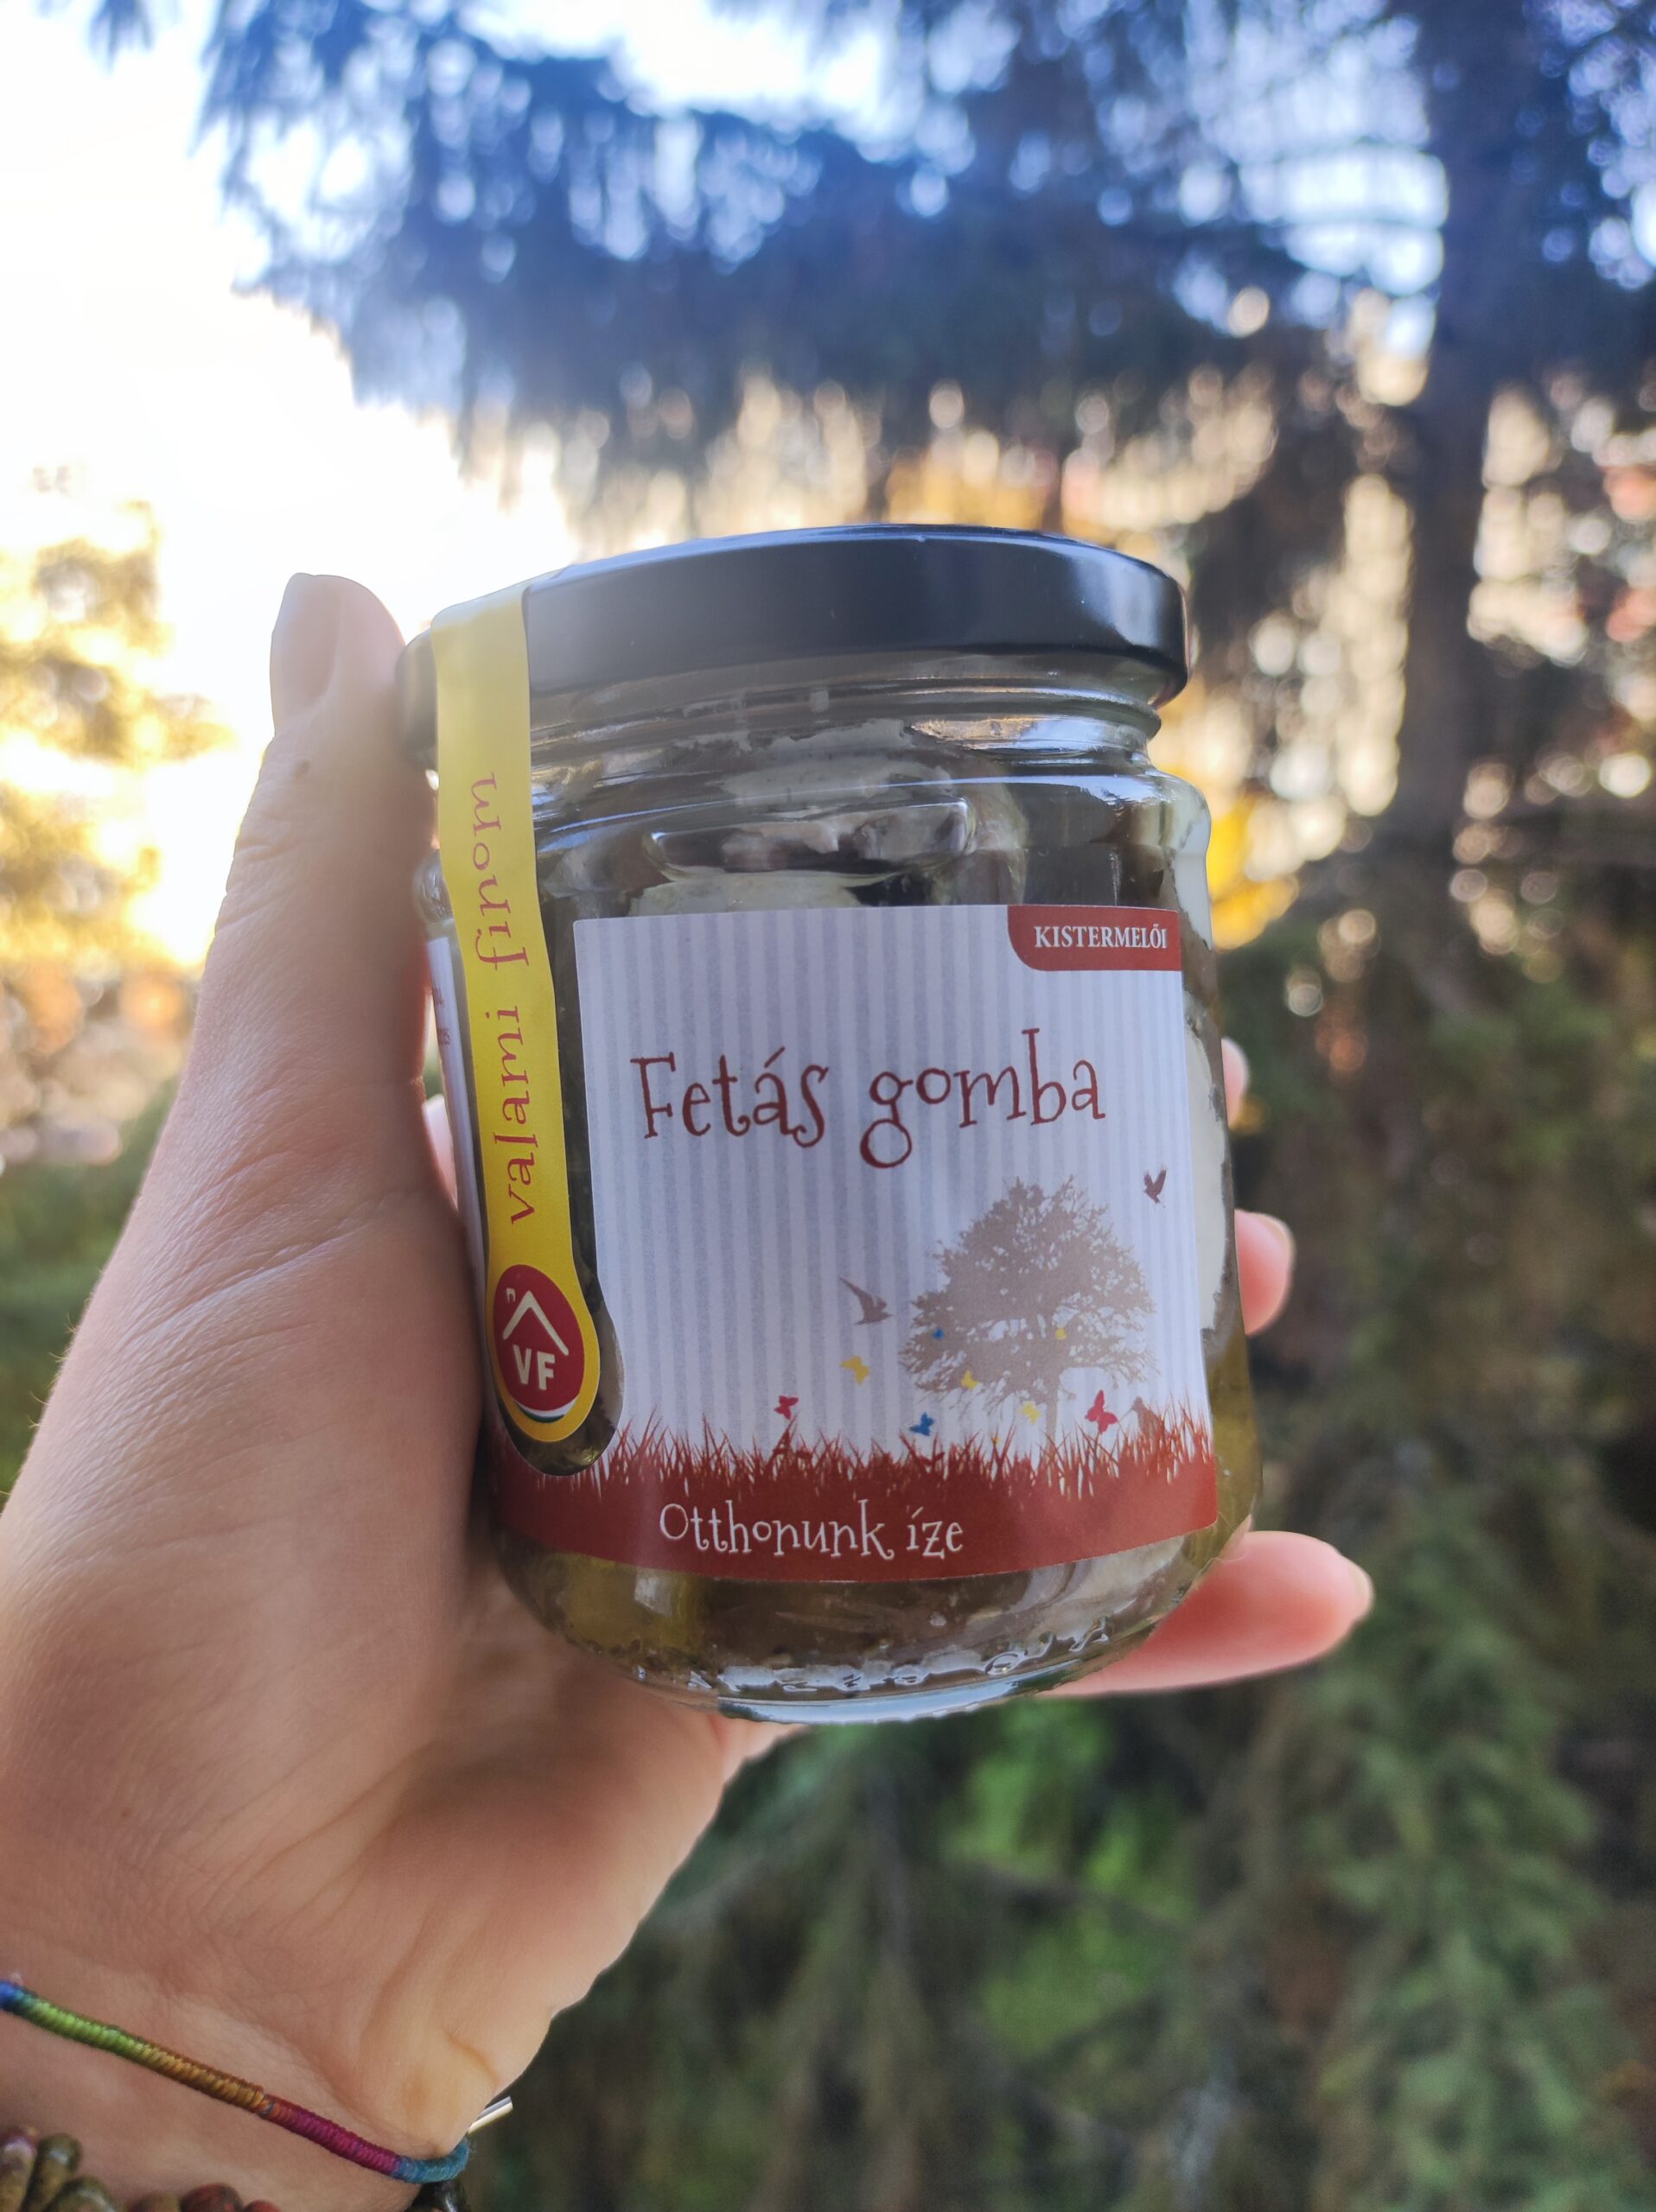 KISTERMELŐI
Fetás gomba
Otthonunk íze
valami finom
VF